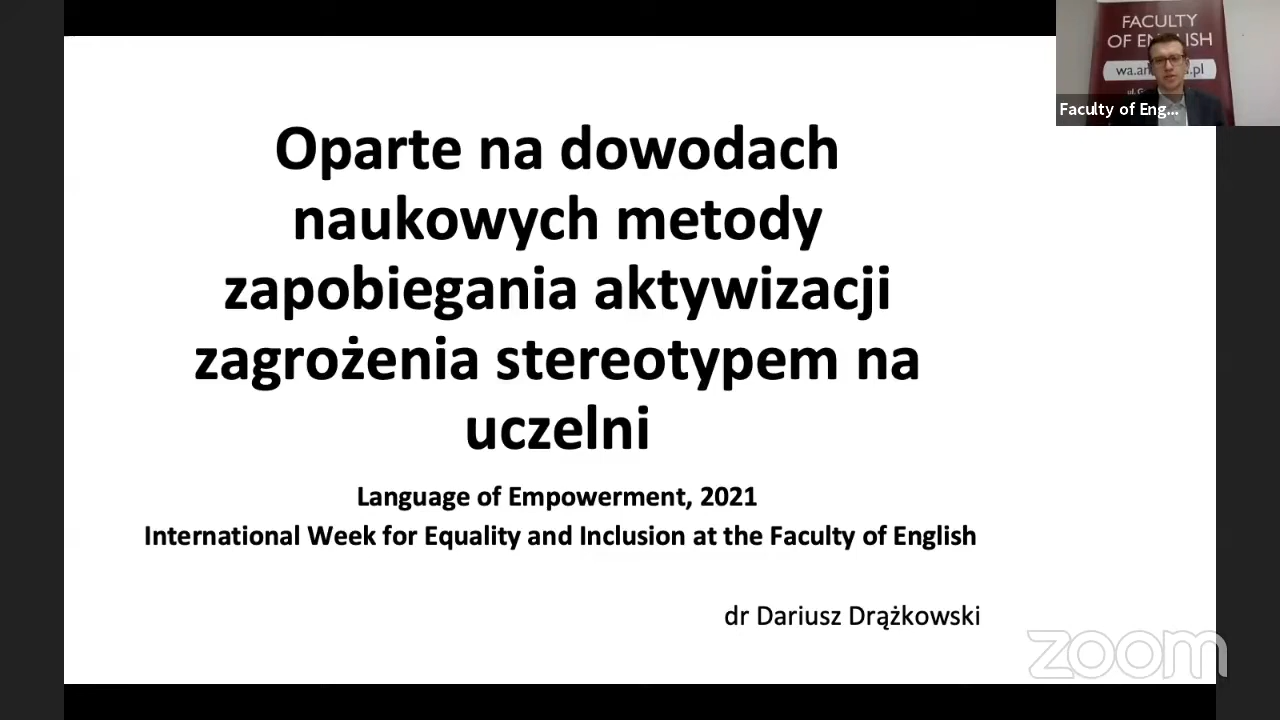 FACULTY
OF ENGLISH
Faculty of Eng...
Oparte na dowodach
naukowych metody
zapobiegania aktywizacji
zagrożenia stereotypem na
uczelni
Language of Empowerment, 2021
International Week for Equality and Inclusion at the Faculty of English
dr Dariusz Drążkowski
zoom